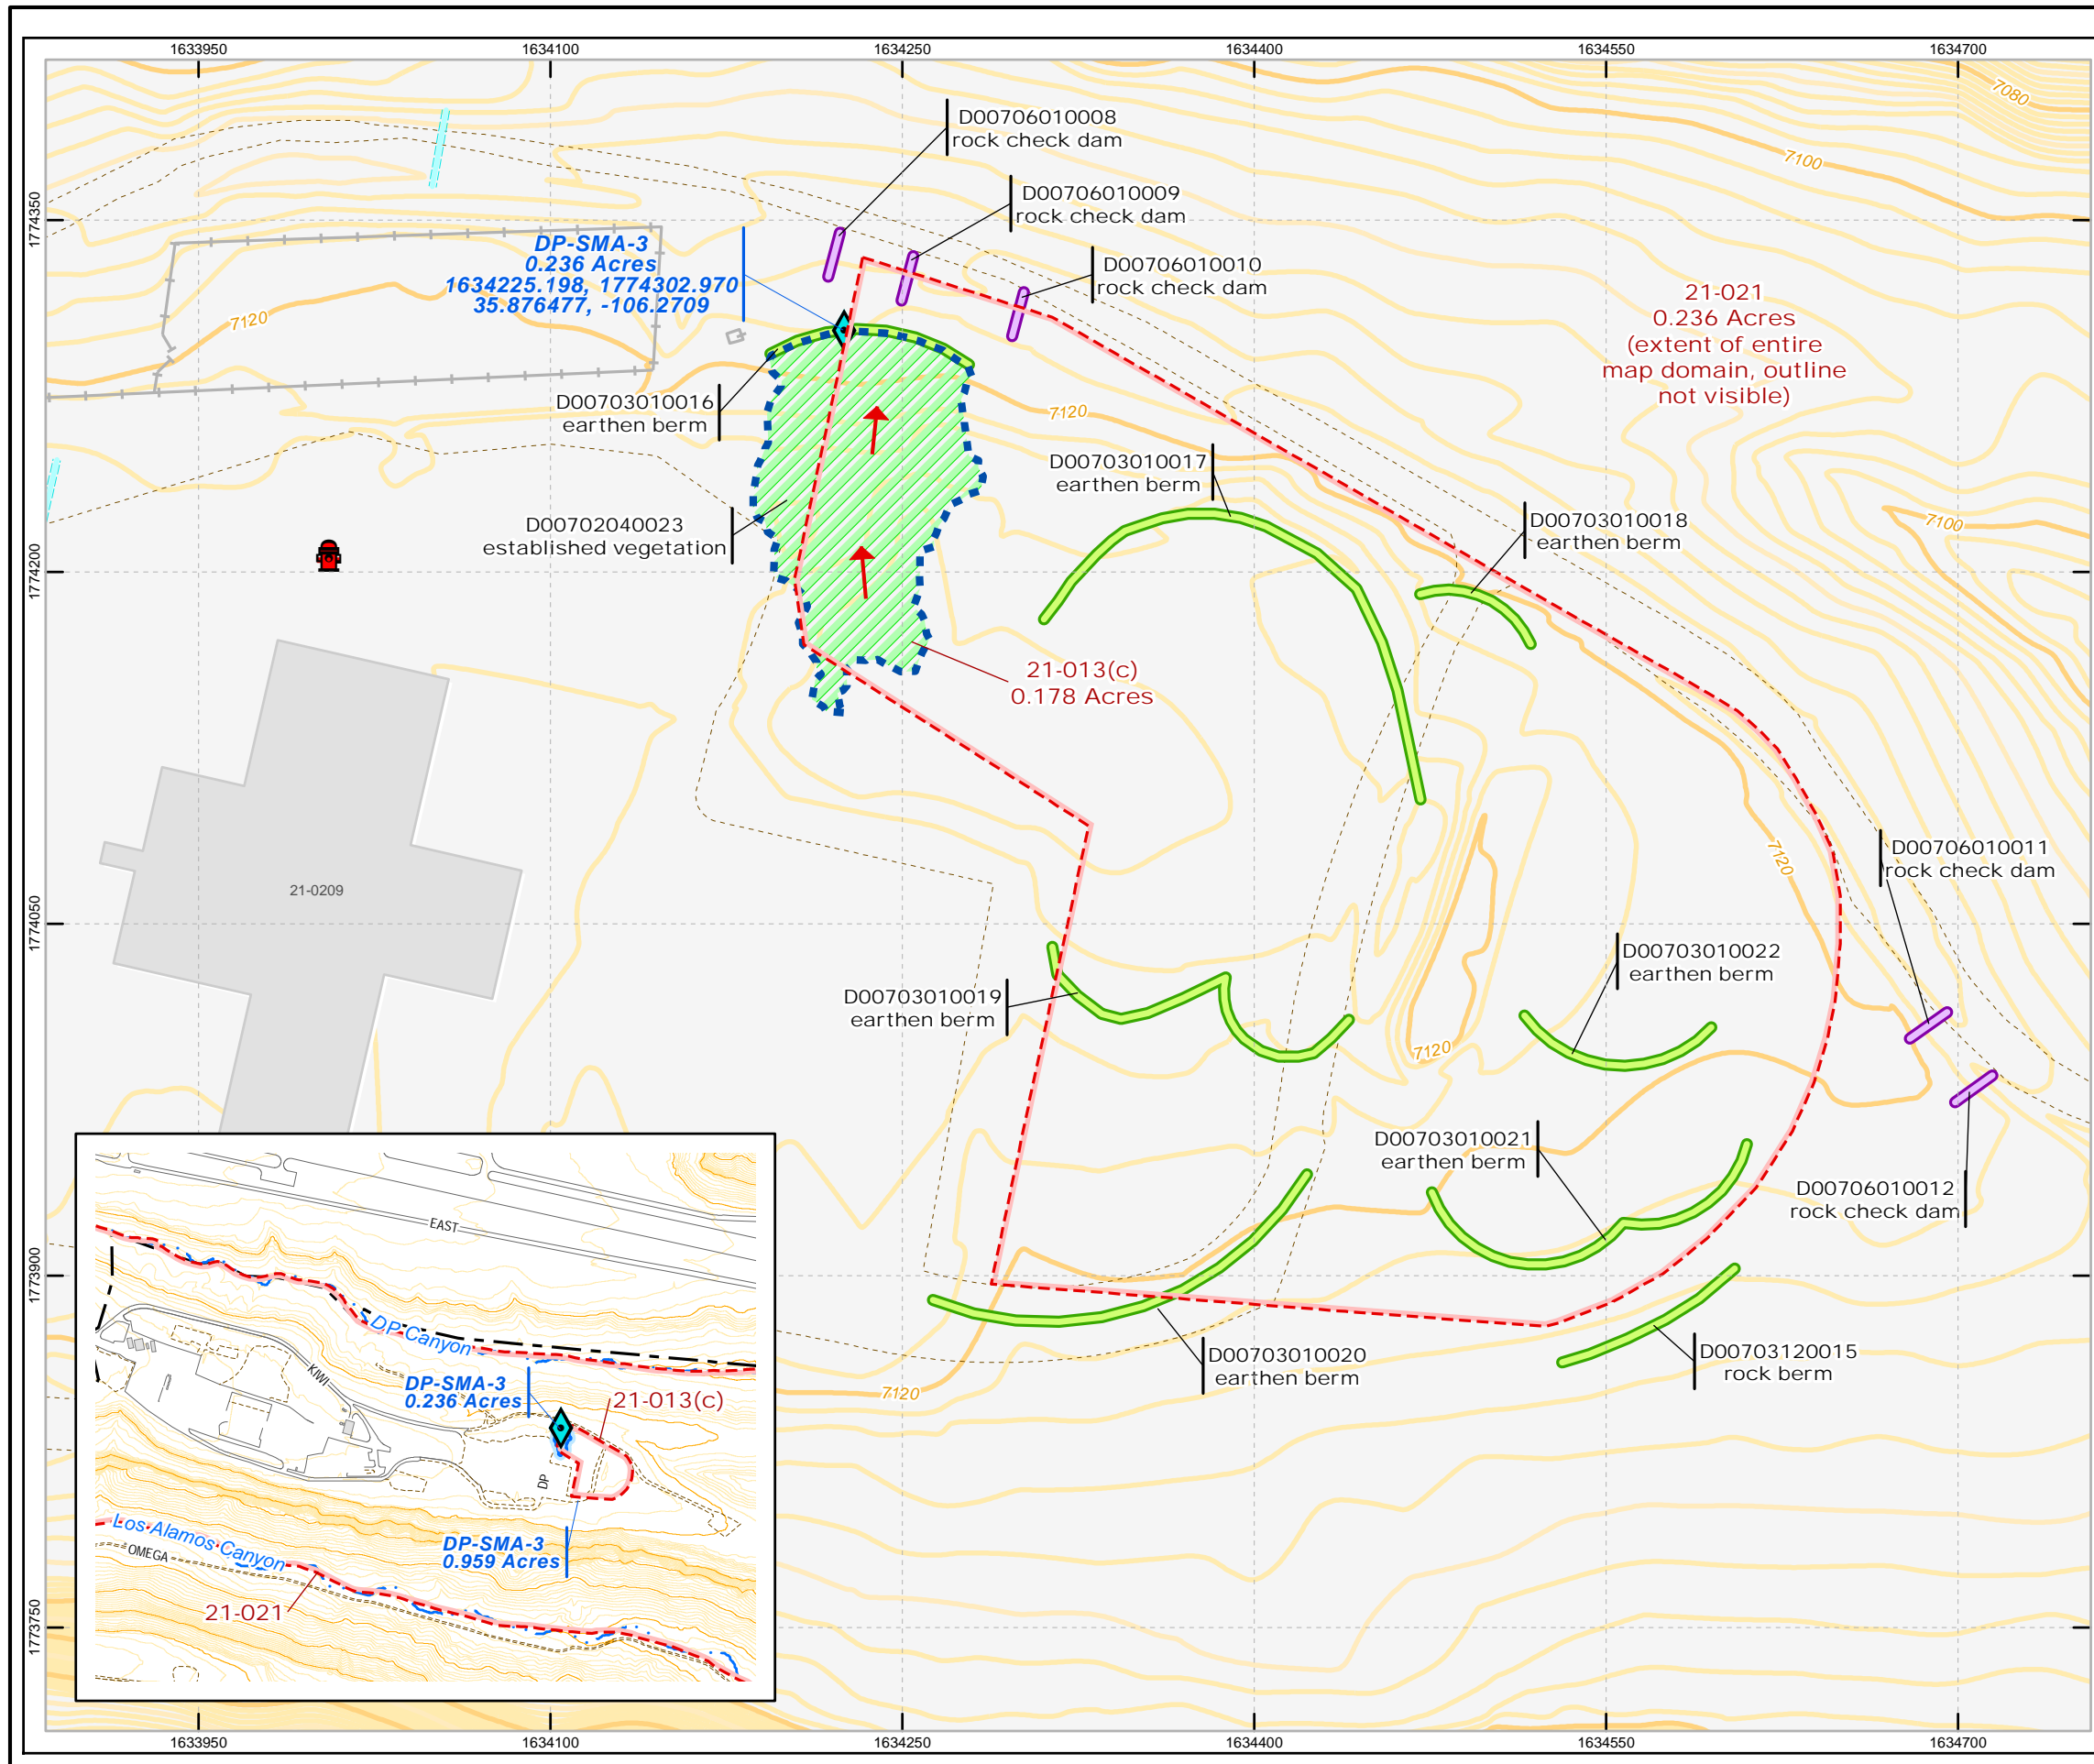 1633950
1634100
1634250
1634400
1634550
1634700
7080
D00706010008
rock check dam
7100
D00706010009
rock check dam
1774350
DP-SMA-3
0.236 Acres
1634225.198, 1774302.970
35.876477, -106.2709
D00706010010
rock check dam
21-021
0.236 Acres
(extent of entire
map domain, outline
not visible)
7120
D00703010016
earthen berm
7120
D00703010017
earthen berm
D00702040023
established vegetation
D00703010018
earthen berm
7100
1774200
21-013(c)
0.178 Acres
D00706010011
rock check dam
7120
21-0209
1774050
D00703010022
earthen berm
D00703010019
earthen berm
7120
D00703010021
earthen berm
D00706010012
rock check dam
1773900
D00703010020
earthen berm
D00703120015
rock berm
7120
EAST
DP Canyon
KIWI
DP-SMA-3
0.236 Acres
21-013(c)
DP
Los Alamos Canyon
OMEGA
DP-SMA-3
0.959 Acres
21-021
1773750
1633950
1634100
1634250
1634400
1634550
1634700